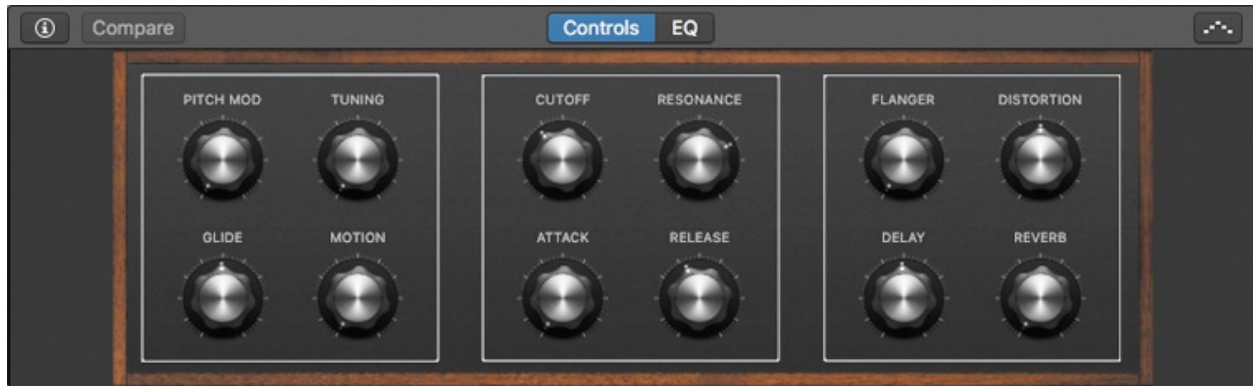 Compare
Controls EQ
PITCH MOD TUNING
GLIDE MOTION
CUTOFF RESONANCE
ATTACK RELEASE
FLANGER DISTORTION
DELAY REVERB